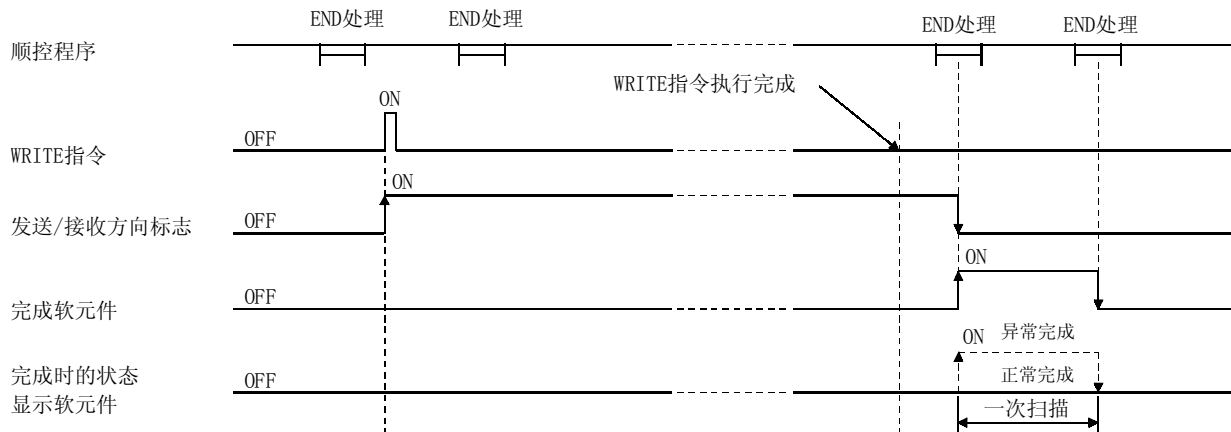 END处理 END处理 END处理 END处理
顺控程序
WRITE指令执行完成
ON
OFF
WRITE指令
ON
OFF
发送/接收方向标志
ON
OFF
完成软元件
ON 异常完成
OFF 正常完成
完成时的状态
显示软元件
一次扫描